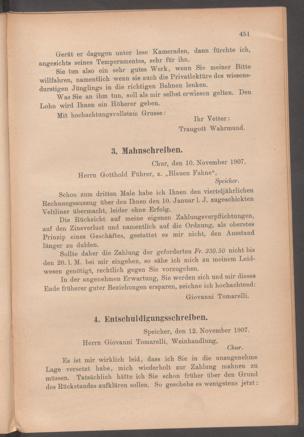 451
Gerät er dagegen unter lose Kameraden, dann fürchte ich,
angesichts seines Temperamentes, sehr für ihn.
Sie tun also ein sehr gutes Werk, wenn Sie meiner Bitte
willfahren, namentlich wenn sie auch die Privatlektüre des wissens-
durstigen Jünglings in die richtigen Bahnen lenken.
Was Sie an ihm tun, soll als mir selbst erwiesen gelten. Den
Lohn wird Ihnen ein Höherer geben.
Mit hochachtungsvollstem Grusse:
Ihr Vetter:
Traugott Wahrmund.
3. Mahnschreiben.
Chur, den 10. November 1907.
Herrn Gotthold Führer, z. „Blauen Fahne“,
Speicher.
Schon zum dritten Male habe ich Ihnen den vierteljährlichen
Rechnungsauszug über den Ihnen den 10. Januar l. J. zugeschickten
Veltliner übermacht, leider ohne Erfolg.
Die Rücksicht auf meine eigenen Zahlungsverpflichtungen,
auf den Zinsverlust und namentlich auf die Ordnung, als oberstes
Prinzip eines Geschäftes, gestattet es mir nicht, den Ausstand
länger zu dulden.
Sollte daher die Zahlung der geforderten Fr. 230.50 nicht bis
den 20. l. M. bei mir eingehen, so sähe ich mich zu meinem Leid-
wesen genötigt, rechtlich gegen Sie vorzugehen.
In der angenehmen Erwartung, Sie werden sich und mir dieses
Ende früherer guter Beziehungen ersparen, zeichne ich hochachtend:
Giovanni Tomarelli.
4. Entschuldigungsschreiben.
Speicher, den 12. November 1907.
Herrn Giovanni Tomarelli, Weinhandlung,
Chur.
Es ist mir wirklich leid, dass ich Sie in die unangenehme
Lage versetzt habe, mich wiederholt zur Zahlung mahnen zu
müssen. Tatsächlich hätte ich Sie schon früher über den Grund
des Rückstandes aufklären sollen. So geschehe es wenigstens jetzt: